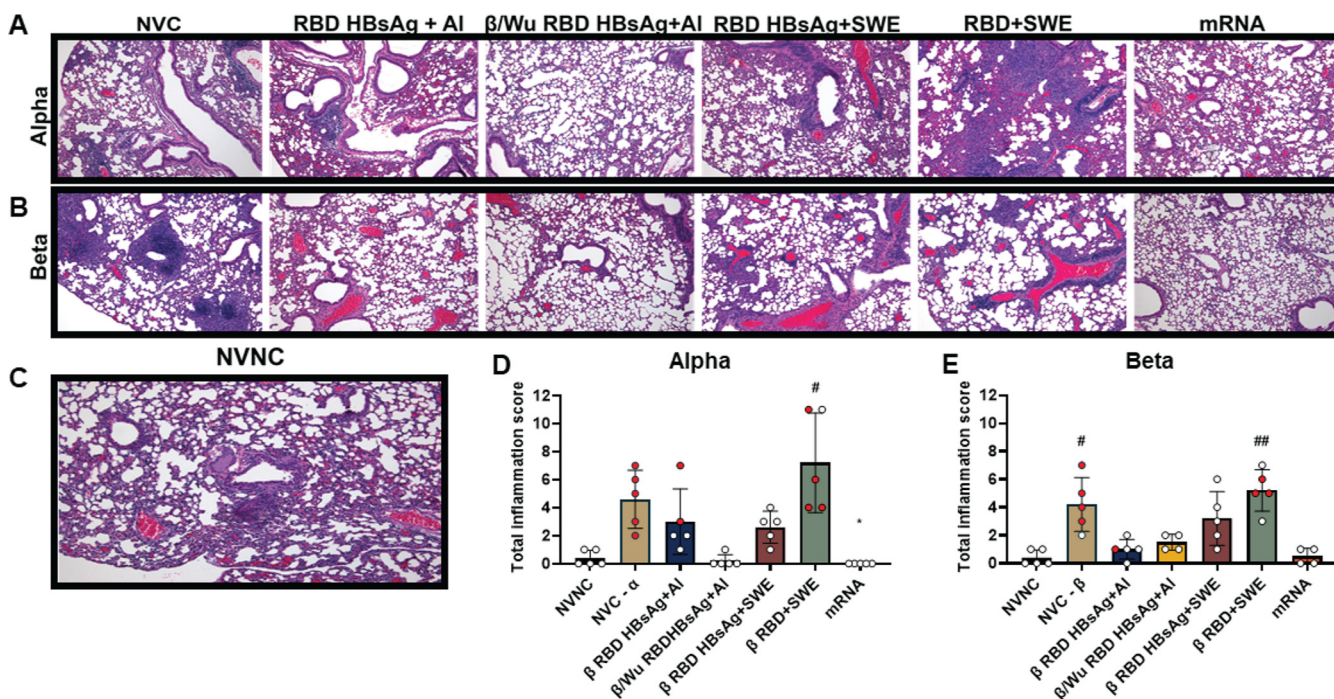 A
NVC
RBD HBsAg + Al
β/Wu RBD HBsAg+Al
RBD HBsAg+SWE
RBD+SWE
mRNA
Alpha
B
Beta
C
NVNC
D
Alpha
Total inflammation score
12
10
8
6
4
2
0
#
*
NVNC
NVC - α
β RBD HBsAg+Al
β/Wu RBDHBsAg+Al
β RBD HBsAg+SWE
β RBD+SWE
mRNA
E
Beta
Total inflammation score
12
10
8
6
4
2
0
#
##
NVNC
NVC - β
β RBD HBsAg+Al
β/Wu RBD HBsAg+Al
β RBD HBsAg+SWE
β RBD+SWE
mRNA